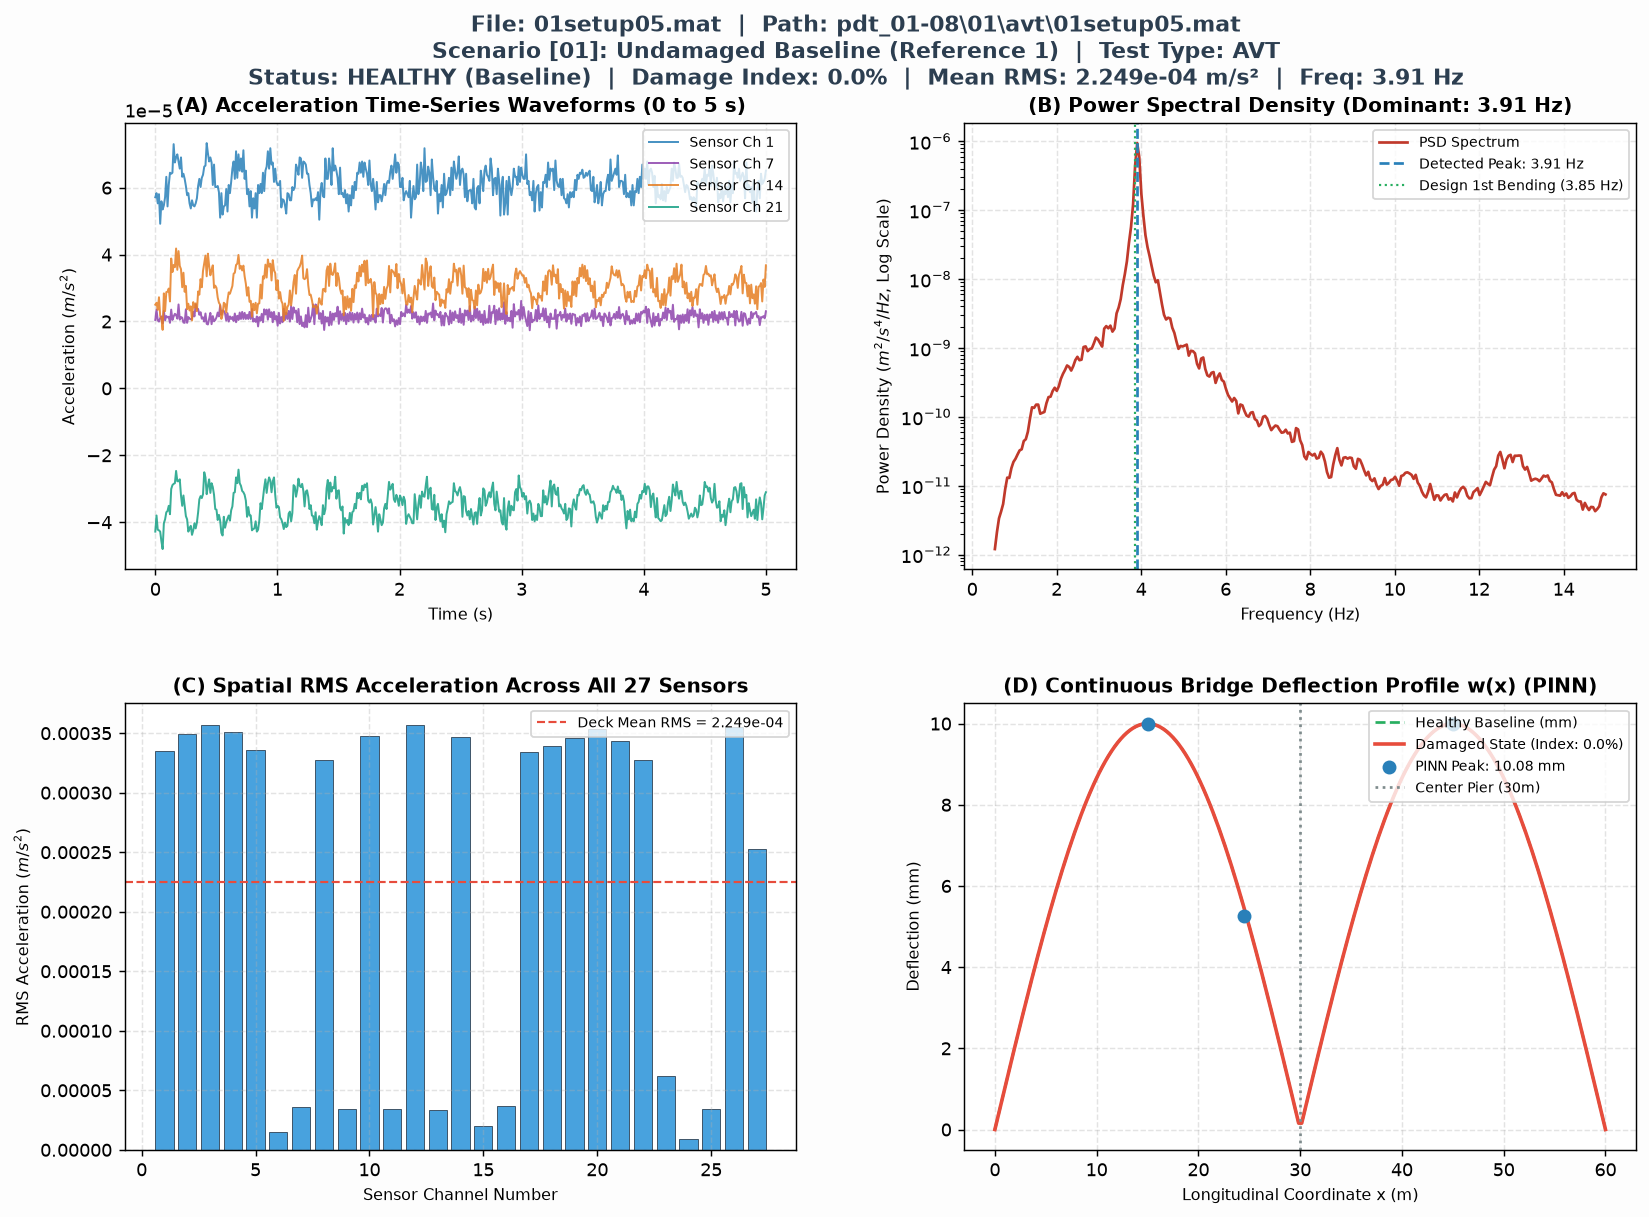 File: 01setup05.mat | Path: pdt_01-08\01\avt\01setup05.mat
Scenario [01]: Undamaged Baseline (Reference 1) | Test Type: AVT
Status: HEALTHY (Baseline) | Damage Index: 0.0% | Mean RMS: 2.249e-04 m/s² | Freq: 3.91 Hz
(A) Acceleration Time-Series Waveforms (0 to 5 s)
1e−5
Sensor Ch 1
Sensor Ch 7
Sensor Ch 14
Sensor Ch 21
6
4
2
0
−2
−4
Acceleration (m/s²)
0 1 2 3 4 5
Time (s)
(B) Power Spectral Density (Dominant: 3.91 Hz)
PSD Spectrum
Detected Peak: 3.91 Hz
Design 1st Bending (3.85 Hz)
10⁻⁶
10⁻⁷
10⁻⁸
10⁻⁹
10⁻¹⁰
10⁻¹¹
10⁻¹²
Power Density (m²/s⁴/Hz, Log Scale)
0 2 4 6 8 10 12 14
Frequency (Hz)
(C) Spatial RMS Acceleration Across All 27 Sensors
Deck Mean RMS = 2.249e-04
0.00035
0.00030
0.00025
0.00020
0.00015
0.00010
0.00005
0.00000
RMS Acceleration (m/s²)
0 5 10 15 20 25
Sensor Channel Number
(D) Continuous Bridge Deflection Profile w(x) (PINN)
Healthy Baseline (mm)
Damaged State (Index: 0.0%)
PINN Peak: 10.08 mm
Center Pier (30m)
10
8
6
4
2
0
Deflection (mm)
0 10 20 30 40 50 60
Longitudinal Coordinate x (m)